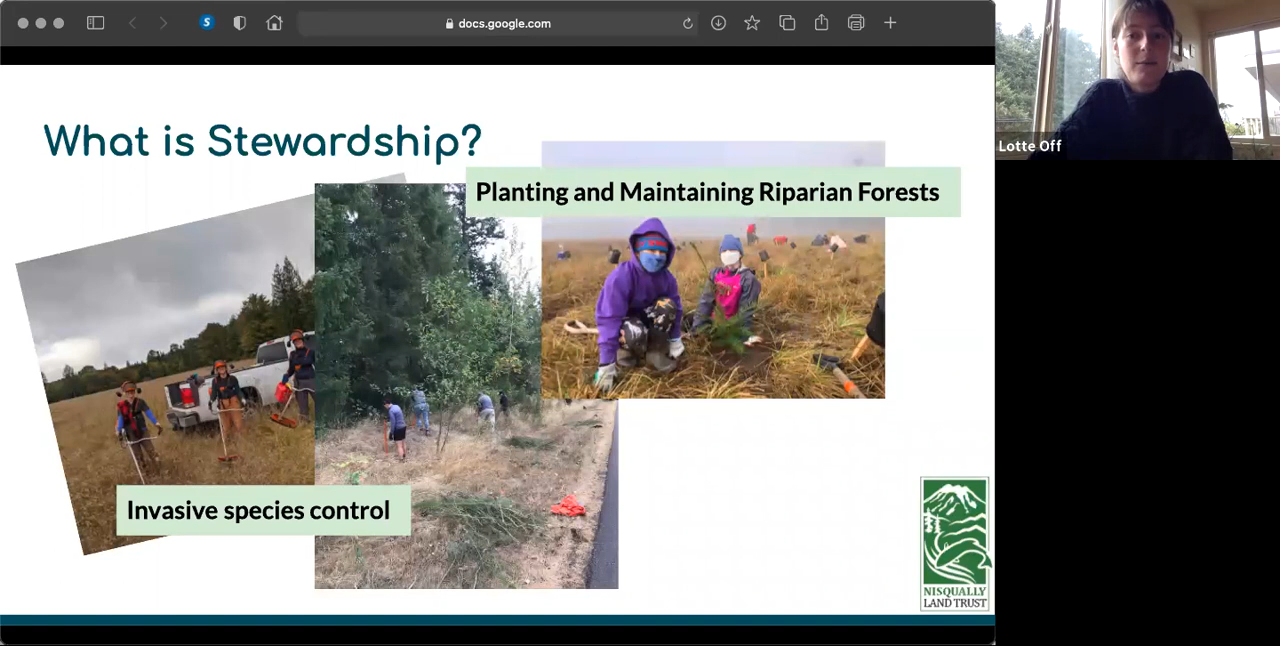 docs.google.com
What is Stewardship?
Planting and Maintaining Riparian Forests
Invasive species control
NISQUALLY
LAND TRUST
Lotte Off